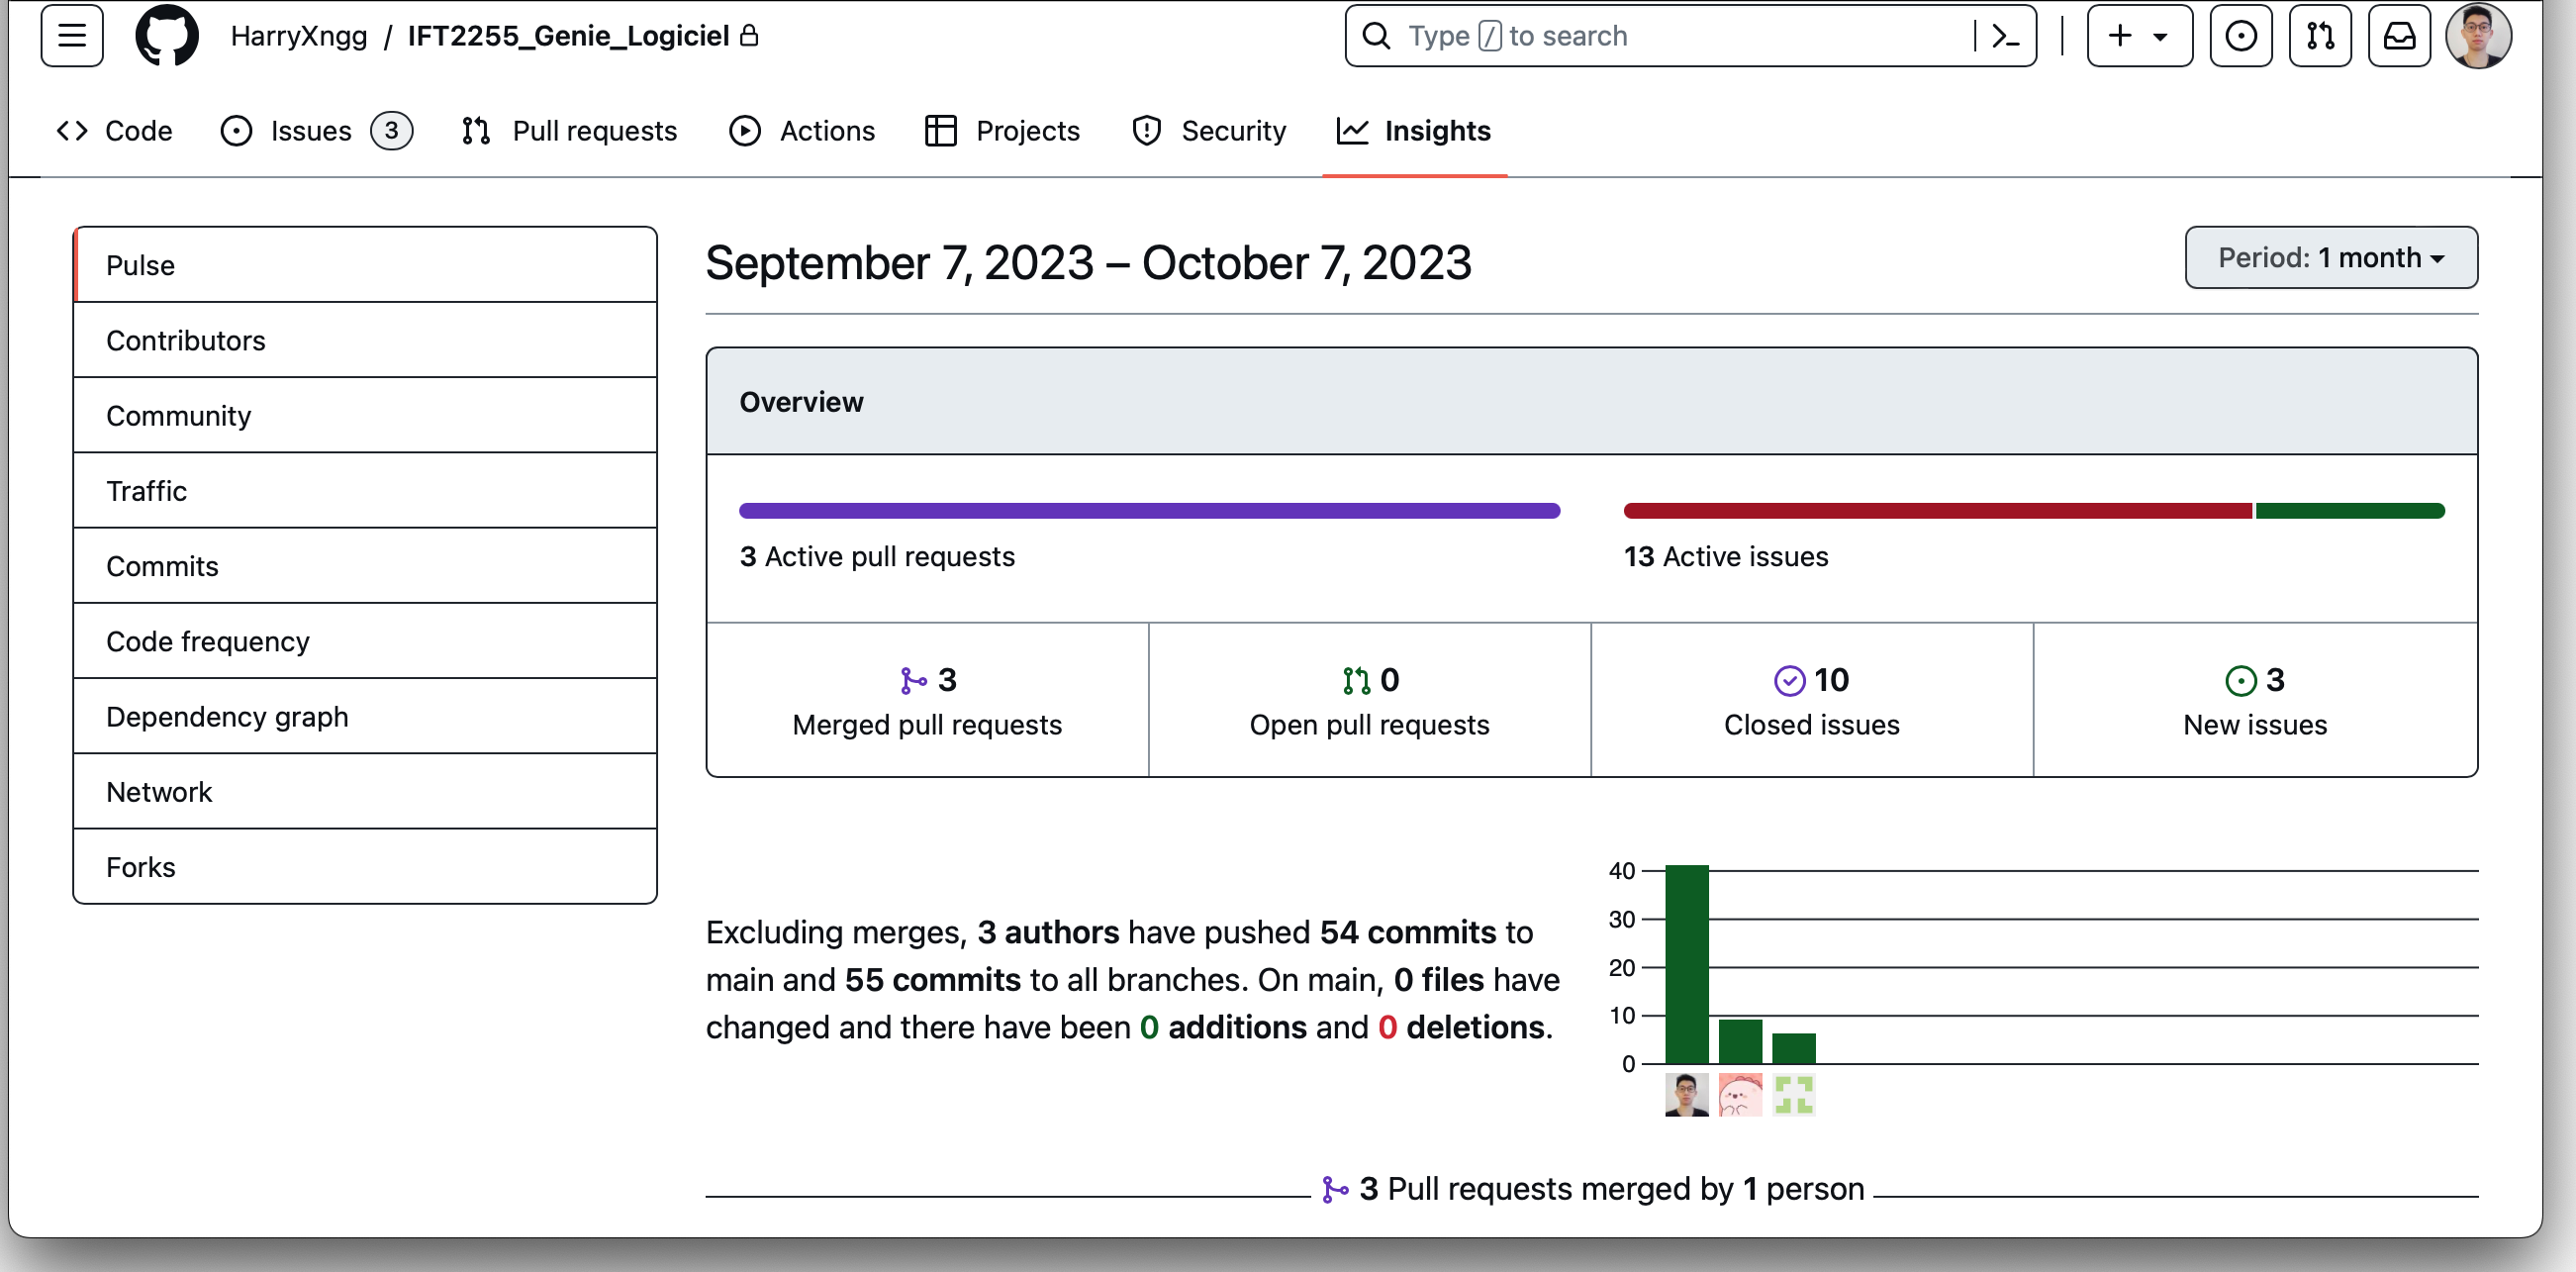 HarryXngg / IFT2255_Genie_Logiciel
Type / to search
Code
Issues 3
Pull requests
Actions
Projects
Security
Insights
Pulse
Contributors
Community
Traffic
Commits
Code frequency
Dependency graph
Network
Forks
September 7, 2023 – October 7, 2023
Period: 1 month
Overview
3 Active pull requests
13 Active issues
3
Merged pull requests
0
Open pull requests
10
Closed issues
3
New issues
Excluding merges, 3 authors have pushed 54 commits to
main and 55 commits to all branches. On main, 0 files have
changed and there have been 0 additions and 0 deletions.
40
30
20
10
0
3 Pull requests merged by 1 person